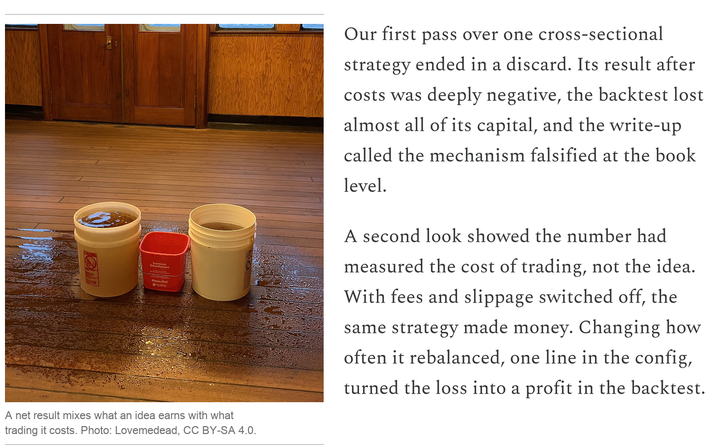 Our first pass over one cross-sectional
strategy ended in a discard. Its result after
costs was deeply negative, the backtest lost
almost all of its capital, and the write-up
called the mechanism falsified at the book
level.
A second look showed the number had
measured the cost of trading, not the idea.
With fees and slippage switched off, the
same strategy made money. Changing how
often it rebalanced, one line in the config,
turned the loss into a profit in the backtest.
A net result mixes what an idea earns with what
trading it costs. Photo: Lovemedead, CC BY-SA 4.0.